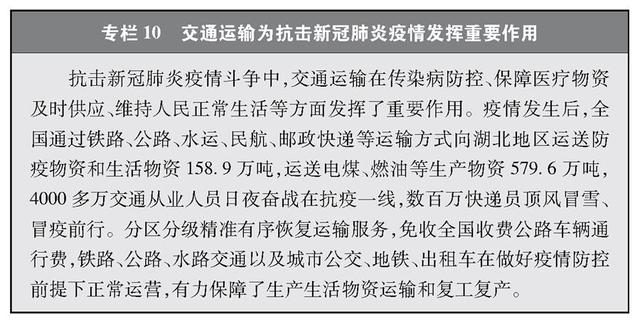 专栏 10 交通运输为抗击新冠肺炎疫情发挥重要作用
抗击新冠肺炎疫情斗争中,交通运输在传染病防控、保障医疗物资
及时供应、维持人民正常生活等方面发挥了重要作用。疫情发生后,全
国通过铁路、公路、水运、民航、邮政快递等运输方式向湖北地区运送防
疫物资和生活物资 158.9 万吨,运送电煤、燃油等生产物资 579.6 万吨,
4000 多万交通从业人员日夜奋战在抗疫一线,数百万快递员顶风冒雪、
冒疫前行。分区分级精准有序恢复运输服务,免收全国收费公路车辆通
行费,铁路、公路、水路交通以及城市公交、地铁、出租车在做好疫情防控
前提下正常运营,有力保障了生产生活物资运输和复工复产。